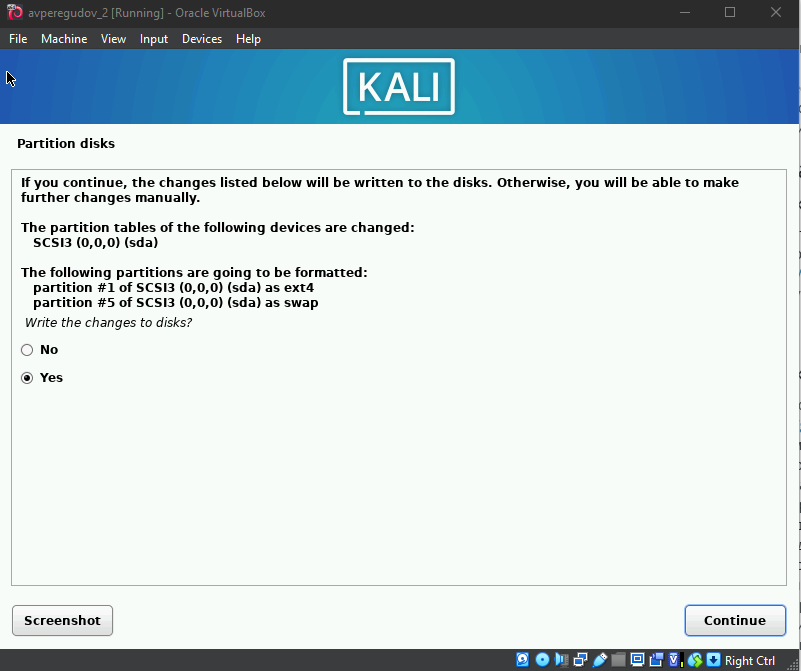 avperegudov_2 [Running] - Oracle VirtualBox
File Machine View Input Devices Help
KALI
Partition disks
If you continue, the changes listed below will be written to the disks. Otherwise, you will be able to make
further changes manually.
The partition tables of the following devices are changed:
SCSI3 (0,0,0) (sda)
The following partitions are going to be formatted:
partition #1 of SCSI3 (0,0,0) (sda) as ext4
partition #5 of SCSI3 (0,0,0) (sda) as swap
Write the changes to disks?
No
Yes
Screenshot Continue
Right Ctrl